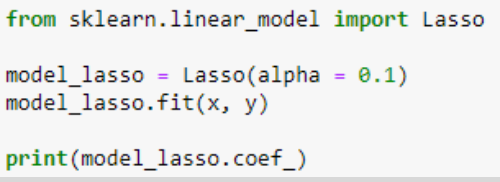 from sklearn.linear_model import Lasso
model_lasso = Lasso(alpha = 0.1)
model_lasso.fit(x, y)
print(model_lasso.coef_)